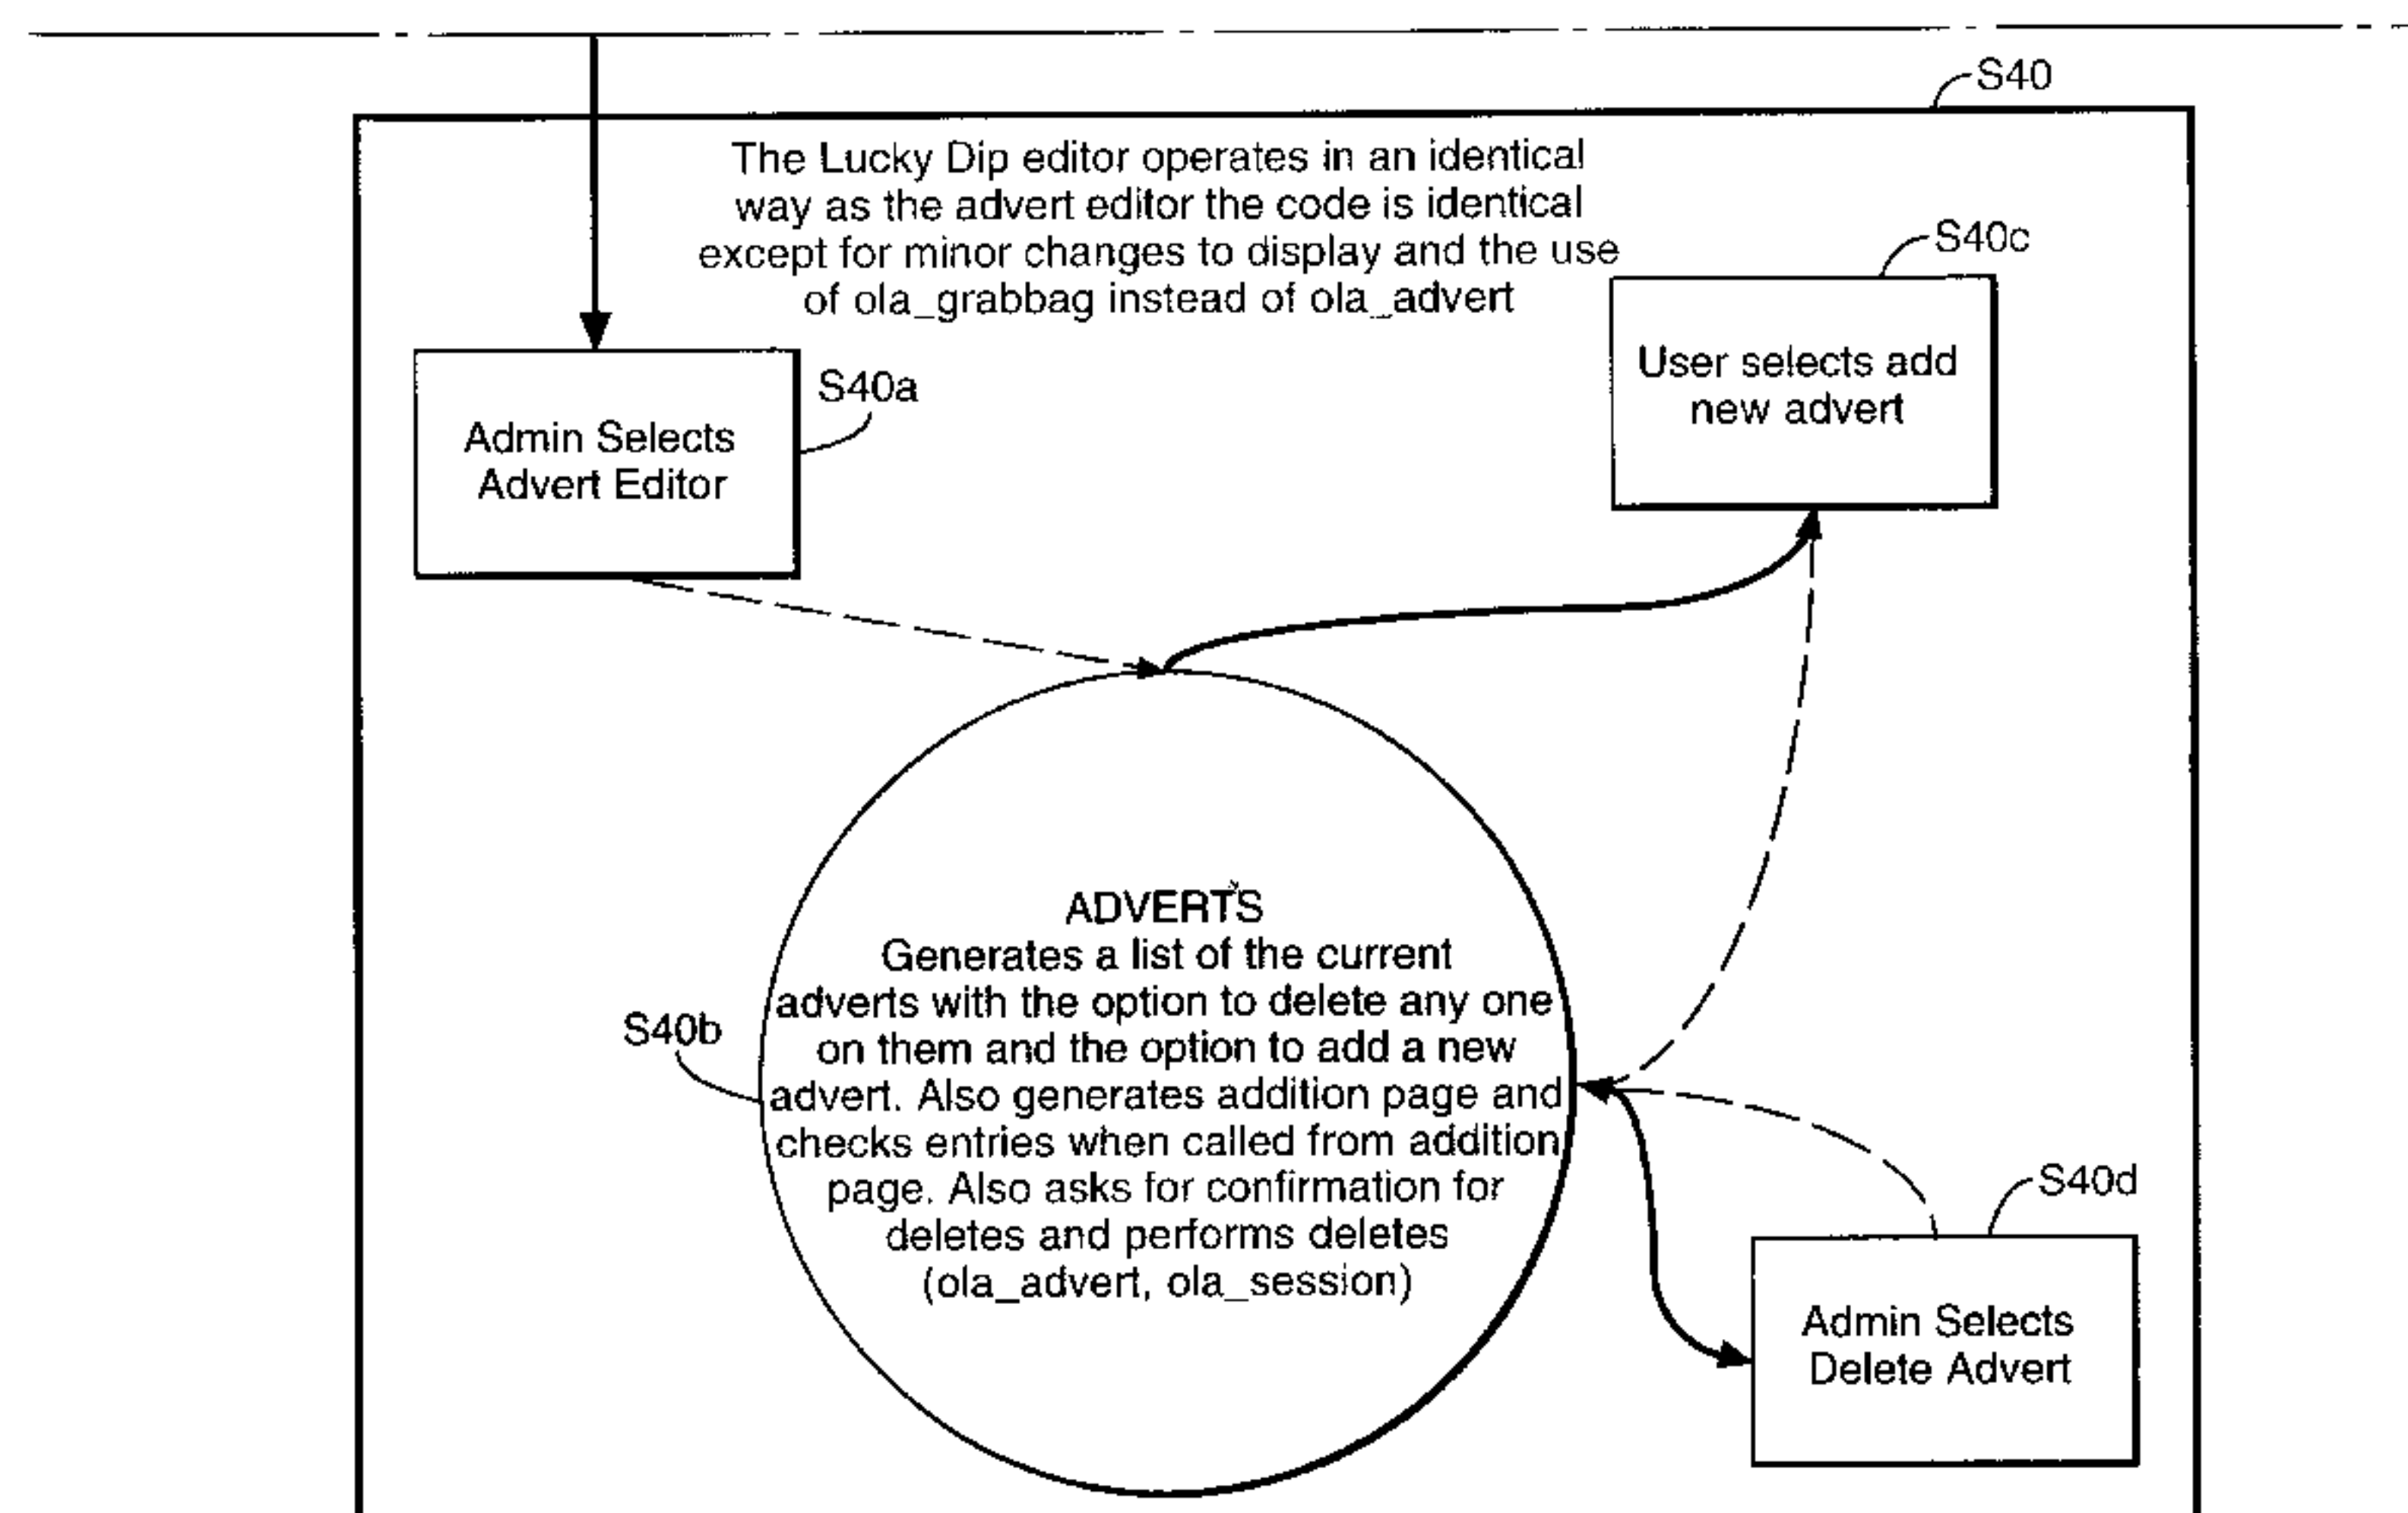 S40
The Lucky Dip editor operates in an identical
way as the advert editor the code is identical
except for minor changes to display and the use
of ola_grabbag instead of ola_advert
S40c
User selects add
new advert
S40a
Admin Selects
Advert Editor
ADVERTS
Generates a list of the current
adverts with the option to delete any one
on them and the option to add a new
advert. Also generates addition page and
checks entries when called from addition
page. Also asks for confirmation for
deletes and performs deletes
(ola_advert, ola_session)
S40b
S40d
Admin Selects
Delete Advert